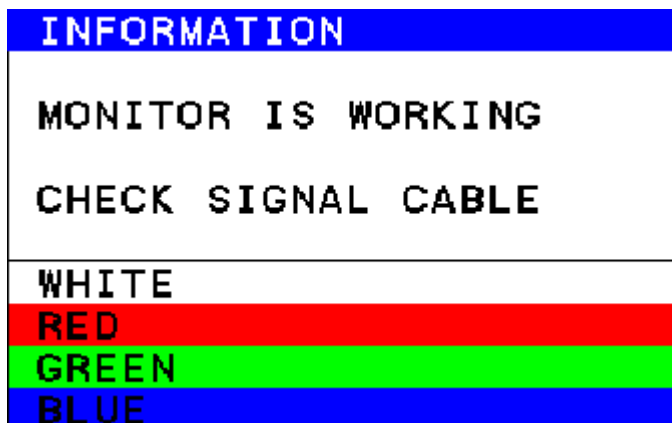 INFORMATION
MONITOR IS WORKING
CHECK SIGNAL CABLE
WHITE
RED
GREEN
BLUE